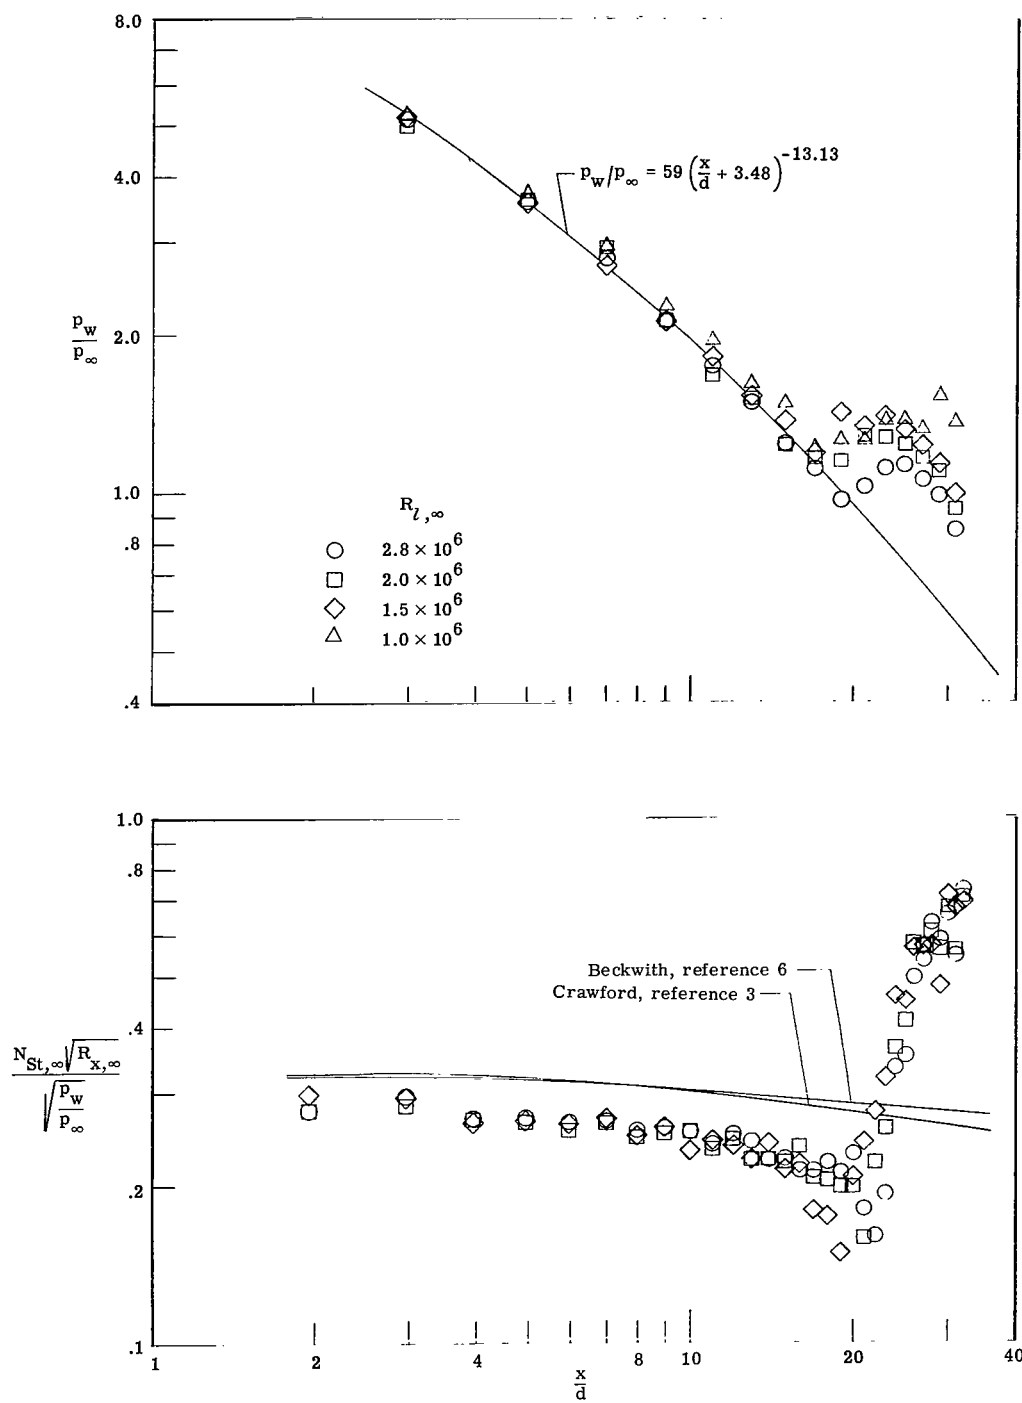 8.0
4.0
2.0
1.0
.8
.4
p_w/p_∞
p_w/p_∞ = 59 (x/d + 3.48)^-13.13
R_l,∞
○ 2.8 × 10^6
□ 2.0 × 10^6
◇ 1.5 × 10^6
△ 1.0 × 10^6
1.0
.8
.4
.2
.1
N_St,∞ √R_x,∞ / √(p_w/p_∞)
Beckwith, reference 6
Crawford, reference 3
1 2 4 8 10 20 40
x/d